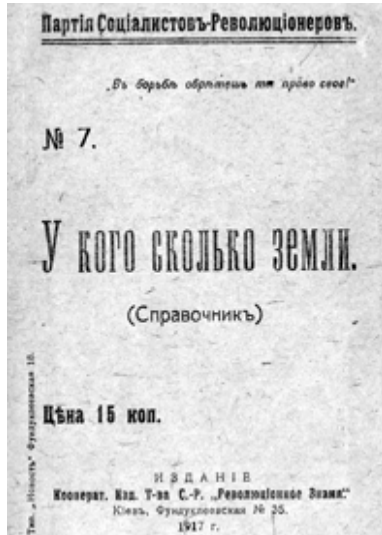 Партія Соціалистовъ-Революціонеровъ.
„Въ борьбѣ обрѣтешь ты право свое!“
№ 7.
У кого сколько земли.
(Справочникъ)
Цѣна 15 коп.
Тип. „Новость“ Фундуклеевская 10.
ИЗДАНІЕ
Кооперат. Изд. Т-ва С.-Р. „Революціонное Знамя“.
Кіевъ, Фундуклеевская № 35.
1917 г.